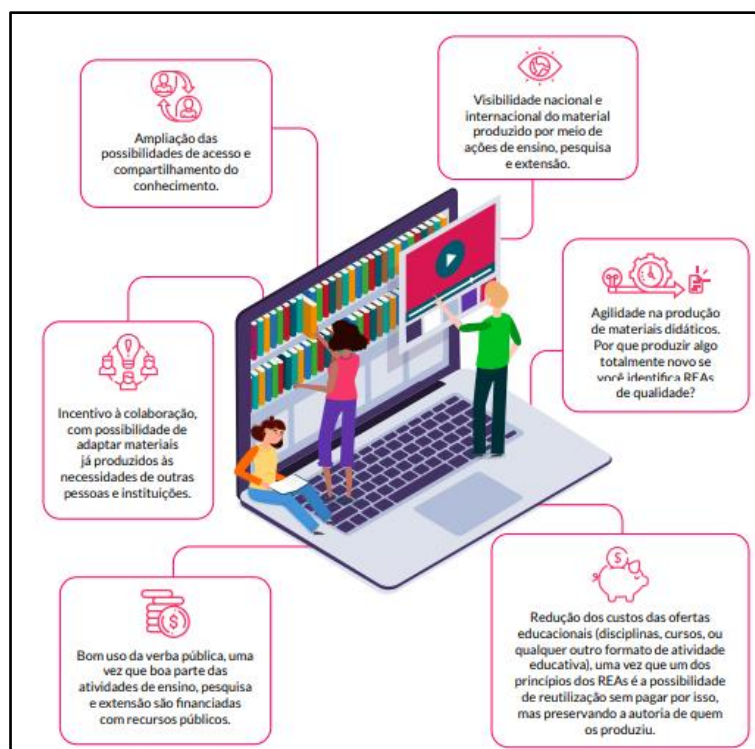 Ampliação das
possibilidades de acesso e
compartilhamento do
conhecimento.
Visibilidade nacional e
internacional do material
produzido por meio de
ações de ensino, pesquisa
e extensão.
Incentivo à colaboração,
com possibilidade de
adaptar materiais
já produzidos às
necessidades de outras
pessoas e instituições.
Agilidade na produção
de materiais didáticos.
Por que produzir algo
totalmente novo se
você identifica REAs
de qualidade?
Bom uso da verba pública, uma
vez que boa parte das
atividades de ensino, pesquisa
e extensão são financiadas
com recursos públicos.
Redução dos custos das ofertas
educacionais (disciplinas, cursos, ou
qualquer outro formato de atividade
educativa), uma vez que um dos
princípios dos REAs é a possibilidade
de reutilização sem pagar por isso,
mas preservando a autoria de quem
os produziu.